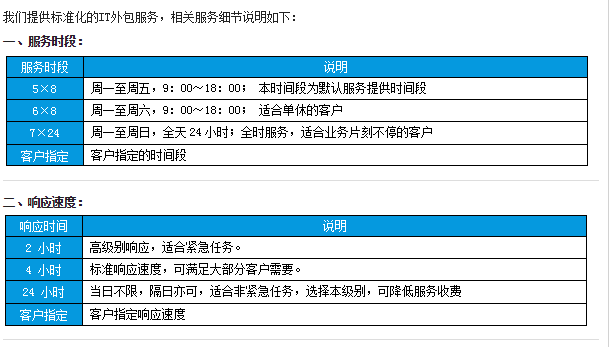 我们提供标准化的IT外包服务，相关服务细节说明如下：
一、服务时段：
服务时段 说明
5×8 周一至周五，9：00～18：00； 本时间段为默认服务提供时间段
6×8 周一至周六，9：00～18：00； 适合单休的客户
7×24 周一至周日，全天24小时；全时服务，适合业务片刻不停的客户
客户指定 客户指定的时间段
二、响应速度：
响应时间 说明
2 小时 高级别响应，适合紧急任务。
4 小时 标准响应速度，可满足大部分客户需要。
24 小时 当日不限，隔日亦可，适合非紧急任务，选择本级别，可降低服务收费
客户指定 客户指定响应速度